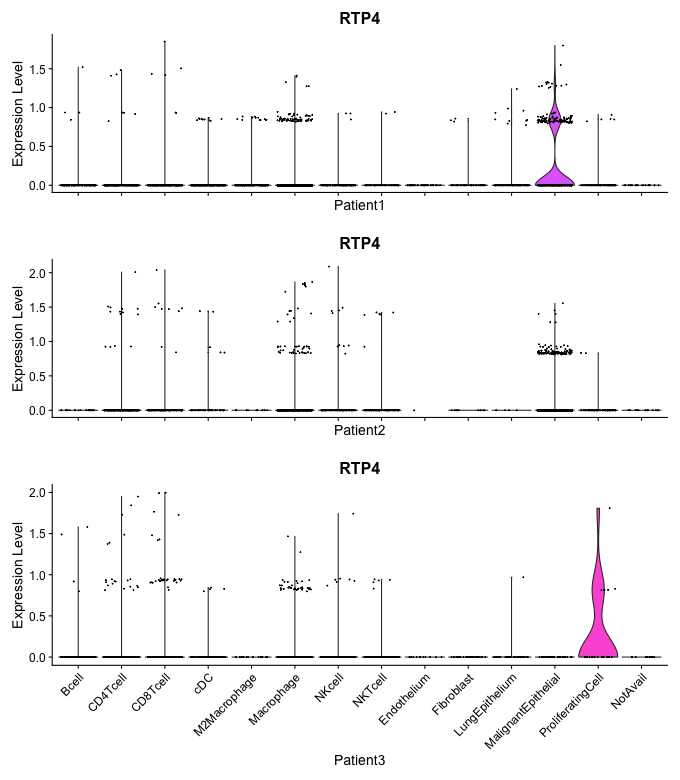 RTP4
Expression Level
1.5
1.0
0.5
0.0
Patient1
RTP4
Expression Level
2.0
1.5
1.0
0.5
0.0
Patient2
RTP4
Expression Level
2.0
1.5
1.0
0.5
0.0
Bcell
CD4Tcell
CD8Tcell
cDC
M2Macrophage
Macrophage
NKcell
NKTcell
Endothelium
Fibroblast
LungEpithelium
MalignantEpithelial
ProliferatingCell
NotAvail
Patient3